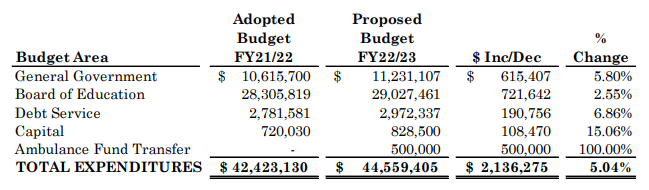 Adopted Proposed
Budget Budget %
Budget Area FY21/22 FY22/23 $ Inc/Dec Change
General Government $ 10,615,700 $ 11,231,107 $ 615,407 5.80%
Board of Education 28,305,819 29,027,461 721,642 2.55%
Debt Service 2,781,581 2,972,337 190,756 6.86%
Capital 720,030 828,500 108,470 15.06%
Ambulance Fund Transfer - 500,000 500,000 100.00%
TOTAL EXPENDITURES $ 42,423,130 $ 44,559,405 $ 2,136,275 5.04%